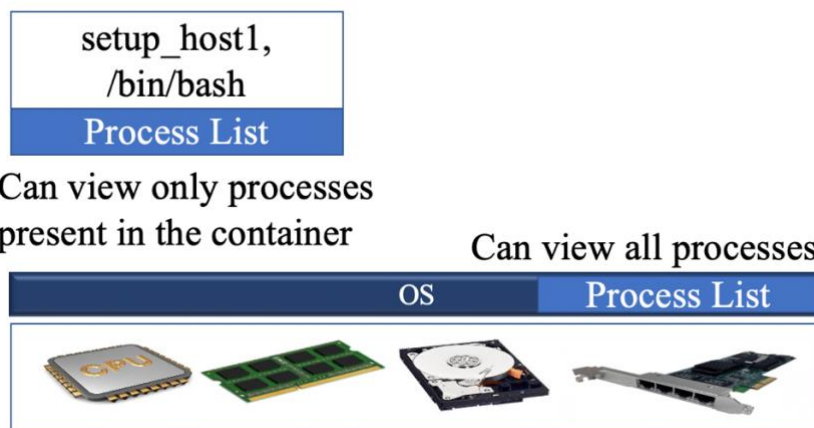 setup_host1,
/bin/bash
Process List
Can view only processes
present in the container
Can view all processes
OS
Process List
CPU